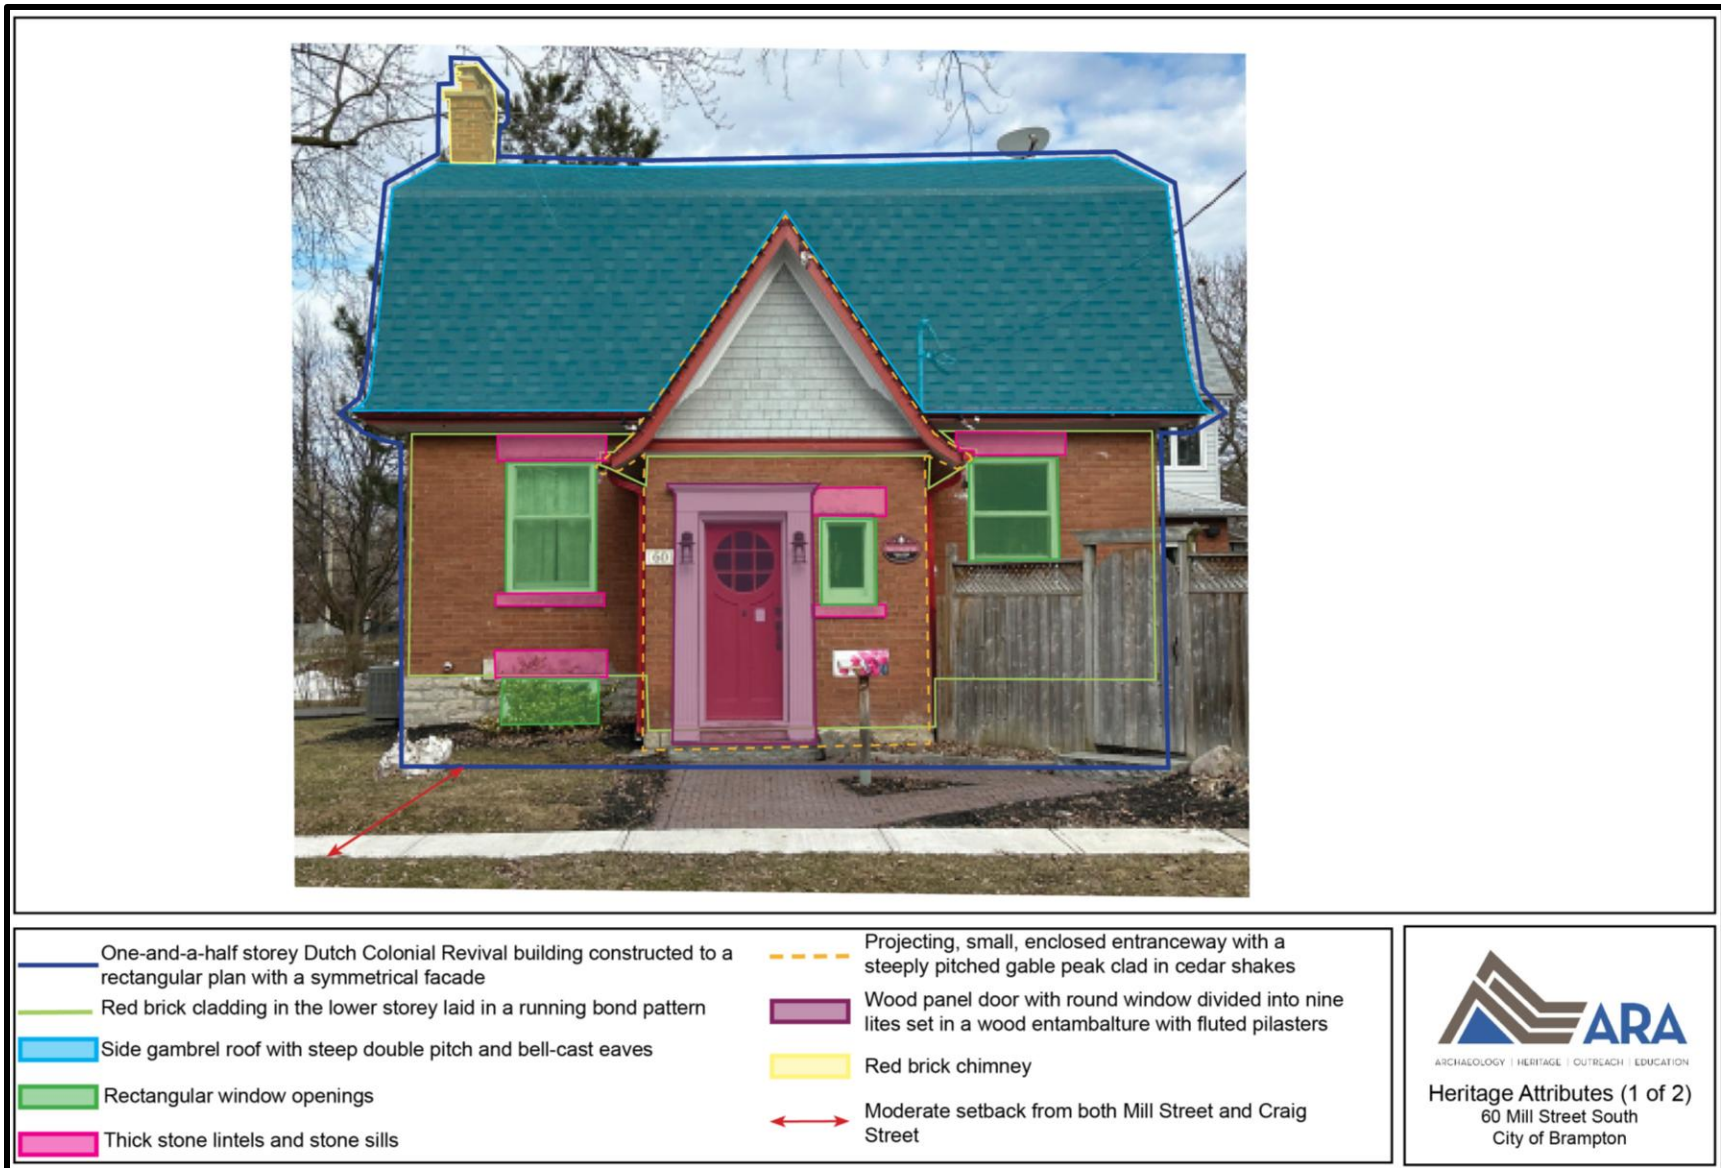 60
One-and-a-half storey Dutch Colonial Revival building constructed to a
rectangular plan with a symmetrical facade
Red brick cladding in the lower storey laid in a running bond pattern
Side gambrel roof with steep double pitch and bell-cast eaves
Rectangular window openings
Thick stone lintels and stone sills
Projecting, small, enclosed entranceway with a
steeply pitched gable peak clad in cedar shakes
Wood panel door with round window divided into nine
lites set in a wood entambalture with fluted pilasters
Red brick chimney
Moderate setback from both Mill Street and Craig
Street
ARA
ARCHAEOLOGY | HERITAGE | OUTREACH | EDUCATION
Heritage Attributes (1 of 2)
60 Mill Street South
City of Brampton